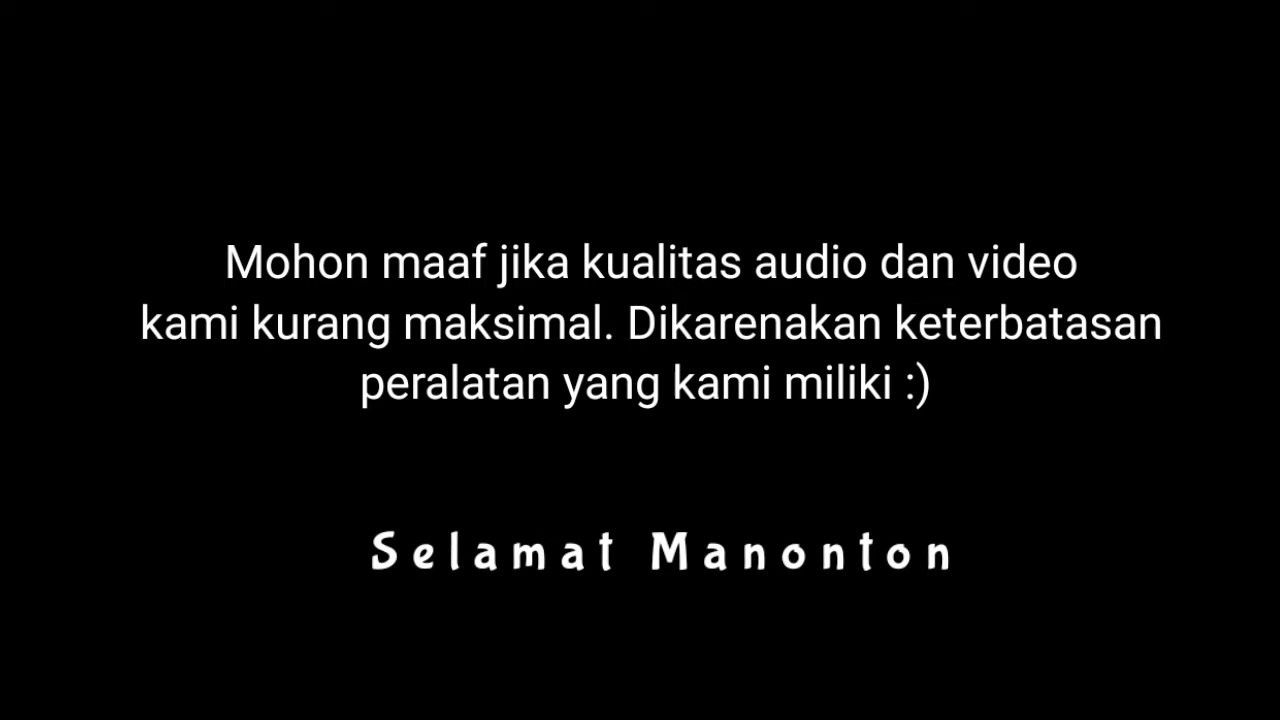 Mohon maaf jika kualitas audio dan video
kami kurang maksimal. Dikarenakan keterbatasan
peralatan yang kami miliki :)
Selamat Manonton